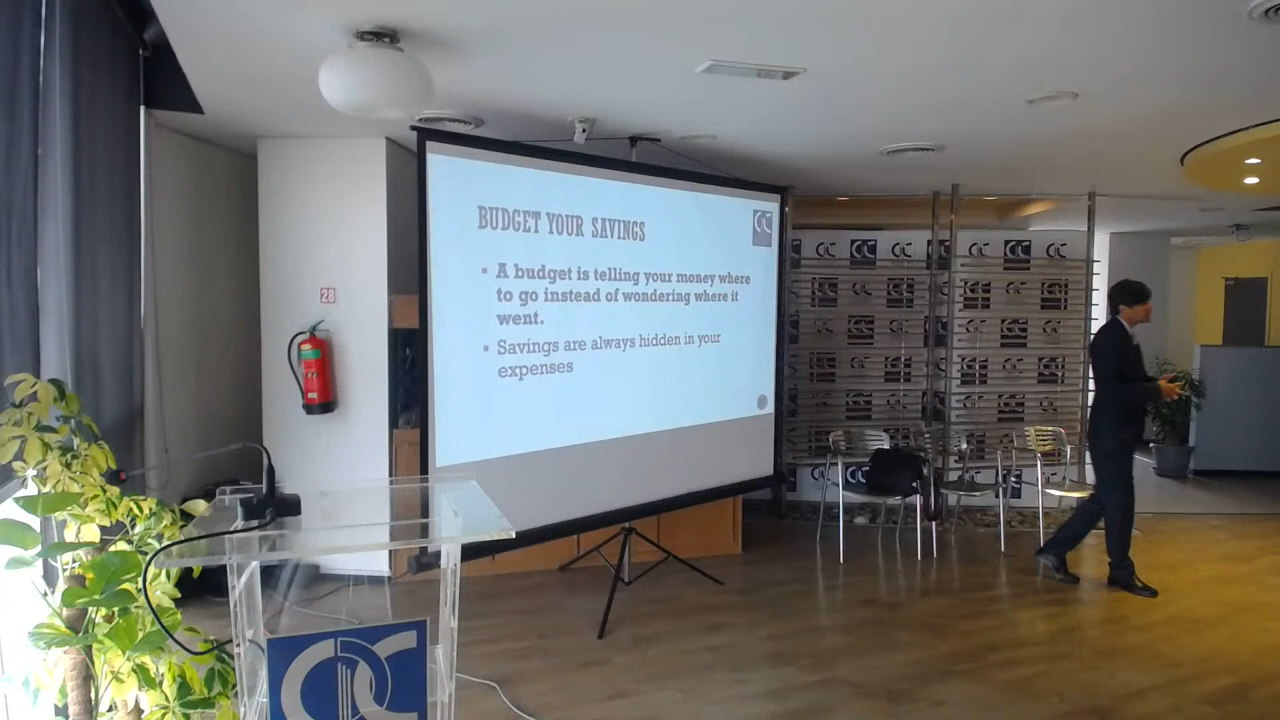 28
BUDGET YOUR SAVINGS
▪ A budget is telling your money where
to go instead of wondering where it
went.
▪ Savings are always hidden in your
expenses